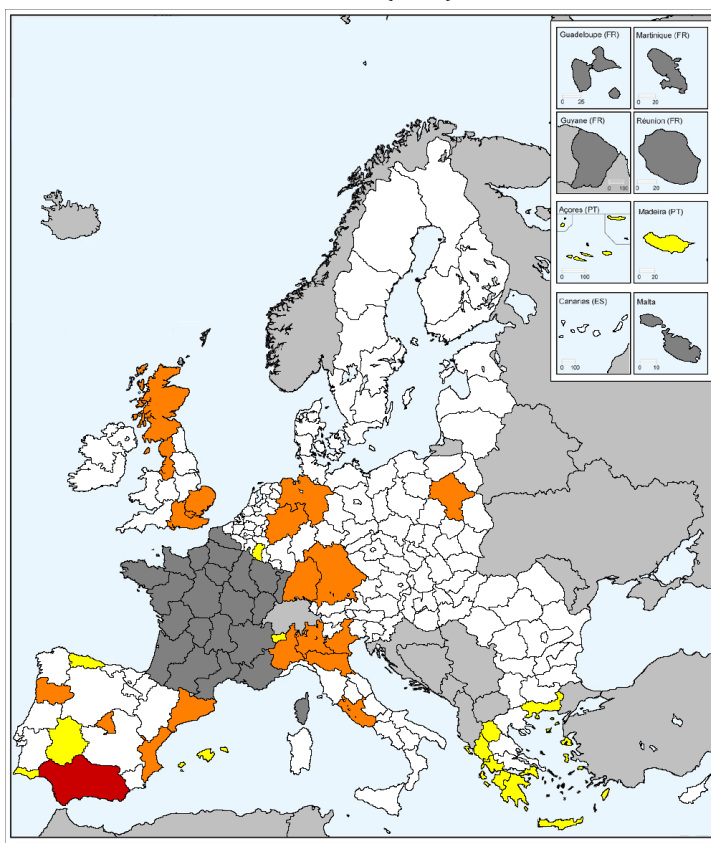 Guadeloupe (FR)
Martinique (FR)
0 25
0 20
Guyane (FR)
Réunion (FR)
0 100
0 20
Açores (PT)
Madeira (PT)
0 100
0 20
Canarias (ES)
Malta
0 100
0 10